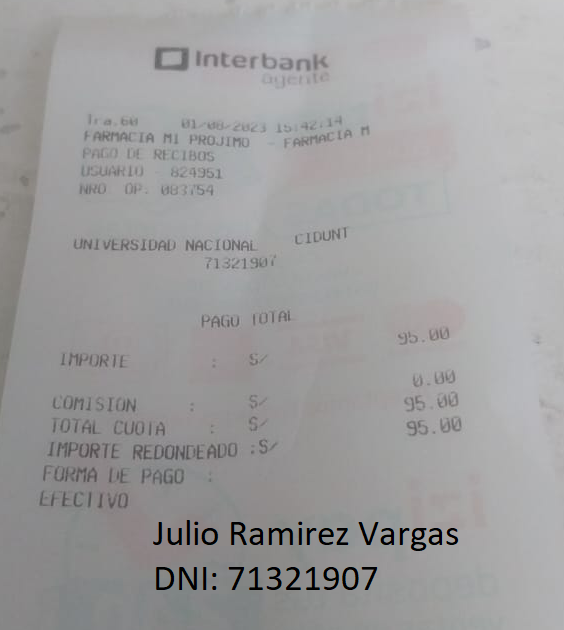 Interbank
agente
Tra.60 01/08/2023 15:42:14
FARMACIA MI PROJIMO - FARMACIA M
PAGO DE RECIBOS
USUARIO - 824951
NRO OP: 083754
UNIVERSIDAD NACIONAL CIDUNT
71321907
PAGO TOTAL
95.00
IMPORTE : S/
0.00
COMISION : S/ 95.00
TOTAL CUOTA : S/ 95.00
IMPORTE REDONDEADO :S/
FORMA DE PAGO :
EFECTIVO
Julio Ramirez Vargas
DNI: 71321907